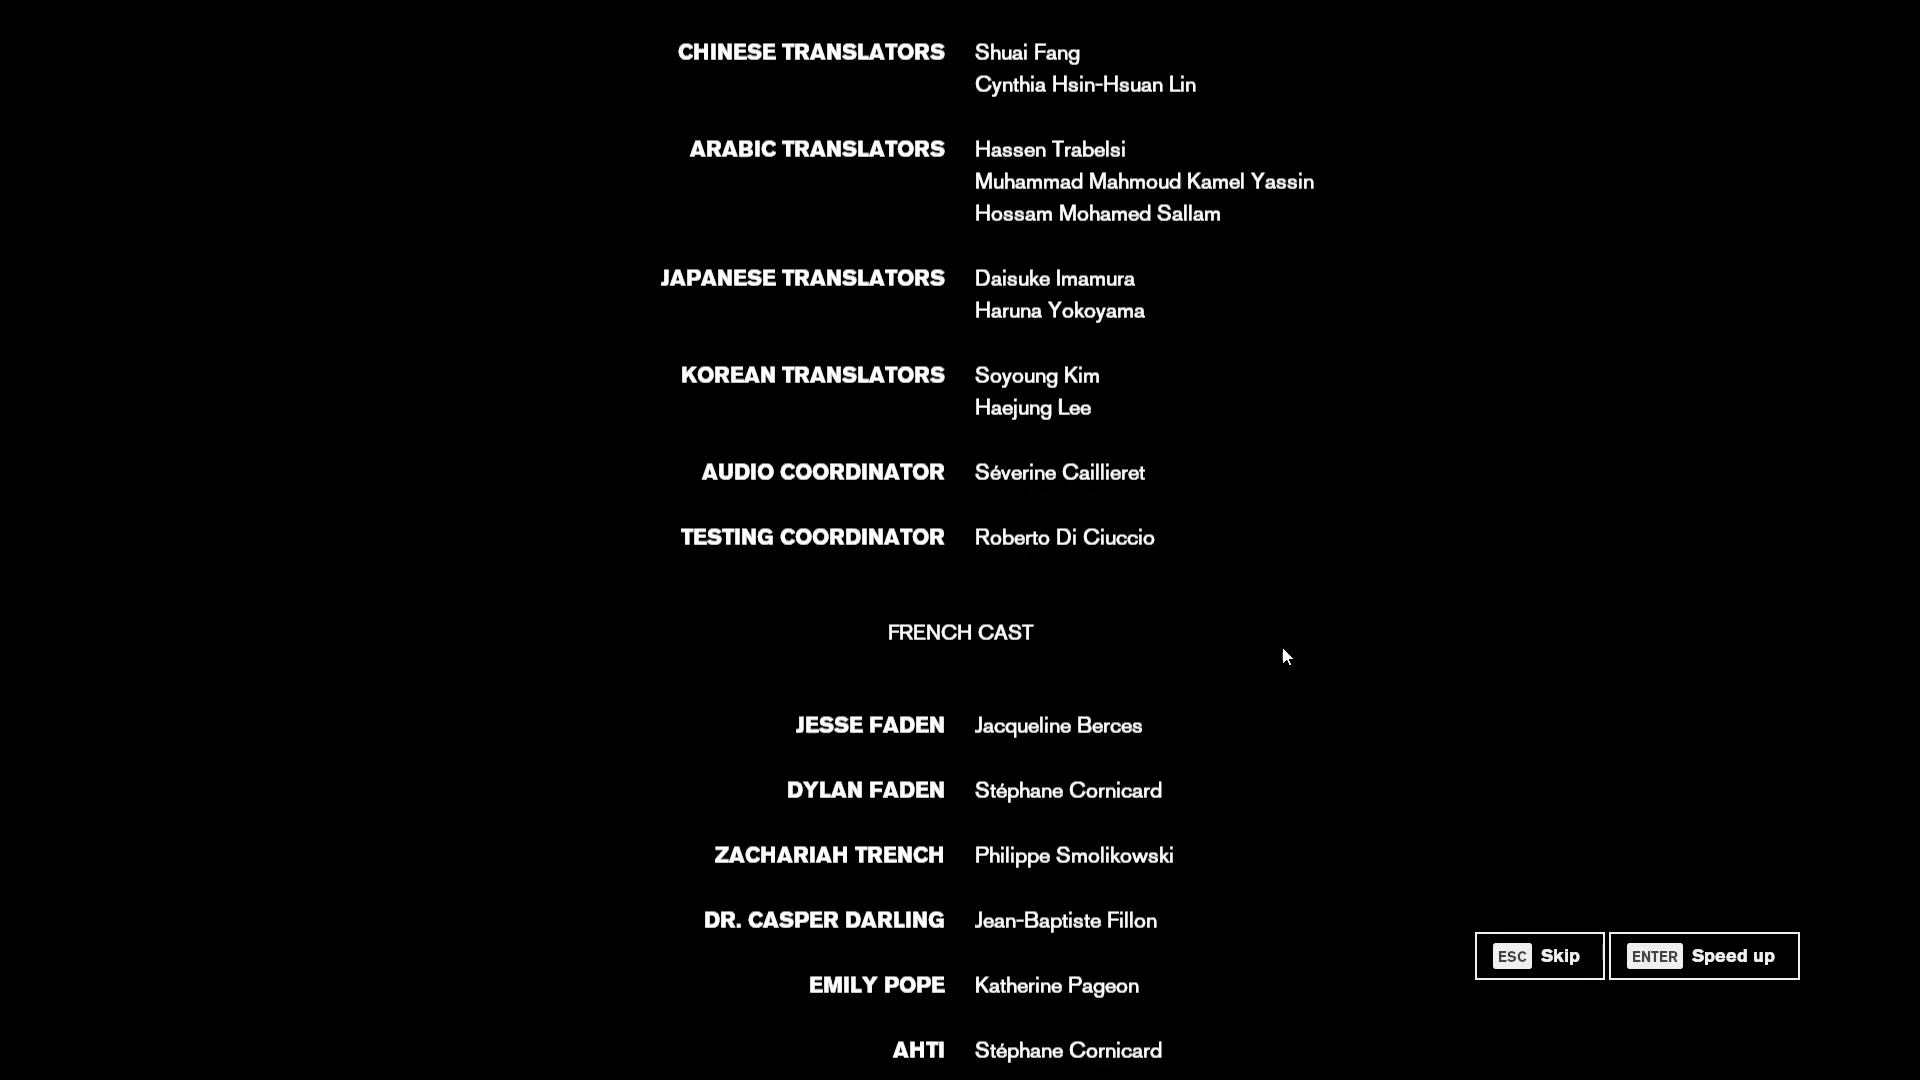 CHINESE TRANSLATORS Shuai Fang
Cynthia Hsin-Hsuan Lin
ARABIC TRANSLATORS Hassen Trabelsi
Muhammad Mahmoud Kamel Yassin
Hossam Mohamed Sallam
JAPANESE TRANSLATORS Daisuke Imamura
Haruna Yokoyama
KOREAN TRANSLATORS Soyoung Kim
Haejung Lee
AUDIO COORDINATOR Séverine Caillieret
TESTING COORDINATOR Roberto Di Ciuccio
FRENCH CAST
JESSE FADEN Jacqueline Berces
DYLAN FADEN Stéphane Cornicard
ZACHARIAH TRENCH Philippe Smolikowski
DR. CASPER DARLING Jean-Baptiste Fillon
EMILY POPE Katherine Pageon
AHTI Stéphane Cornicard
ESC Skip ENTER Speed up